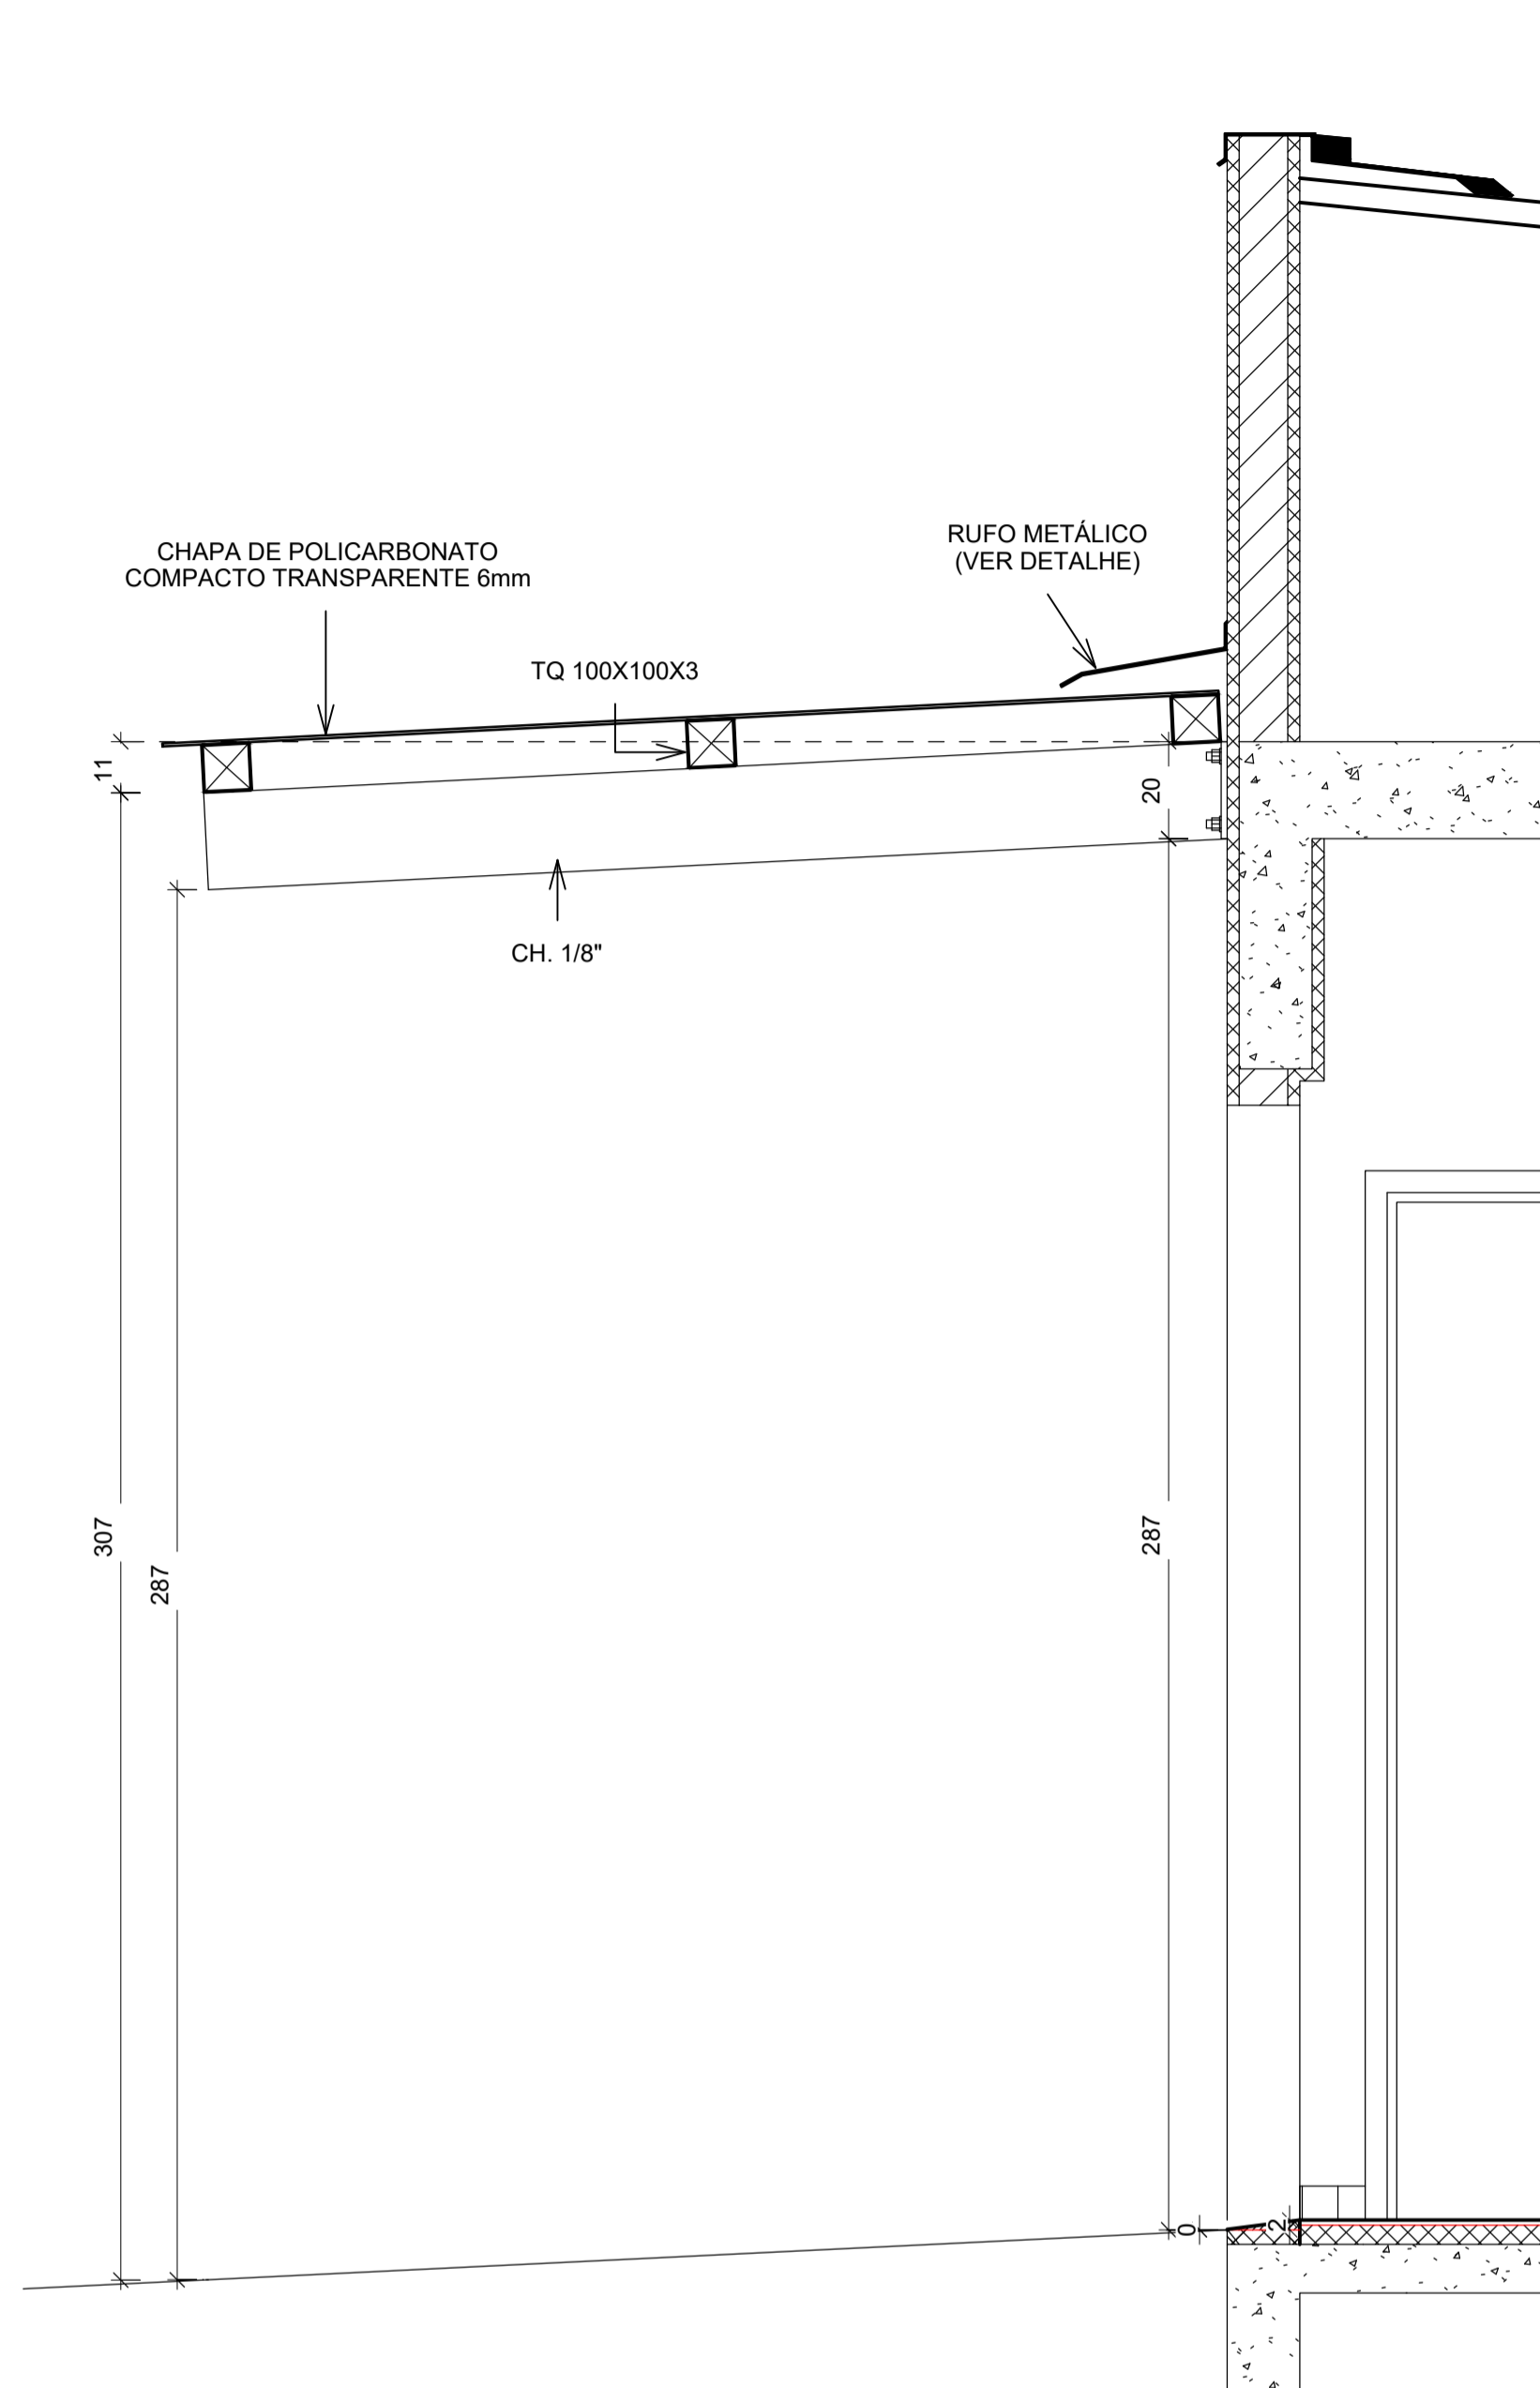 RUFO METÁLICO
(VER DETALHE)
CHAPA DE POLICARBONATO
COMPACTO TRANSPARENTE 6mm
TQ 100X100X3
11
20
CH. 1/8"
307
287
287
0
2